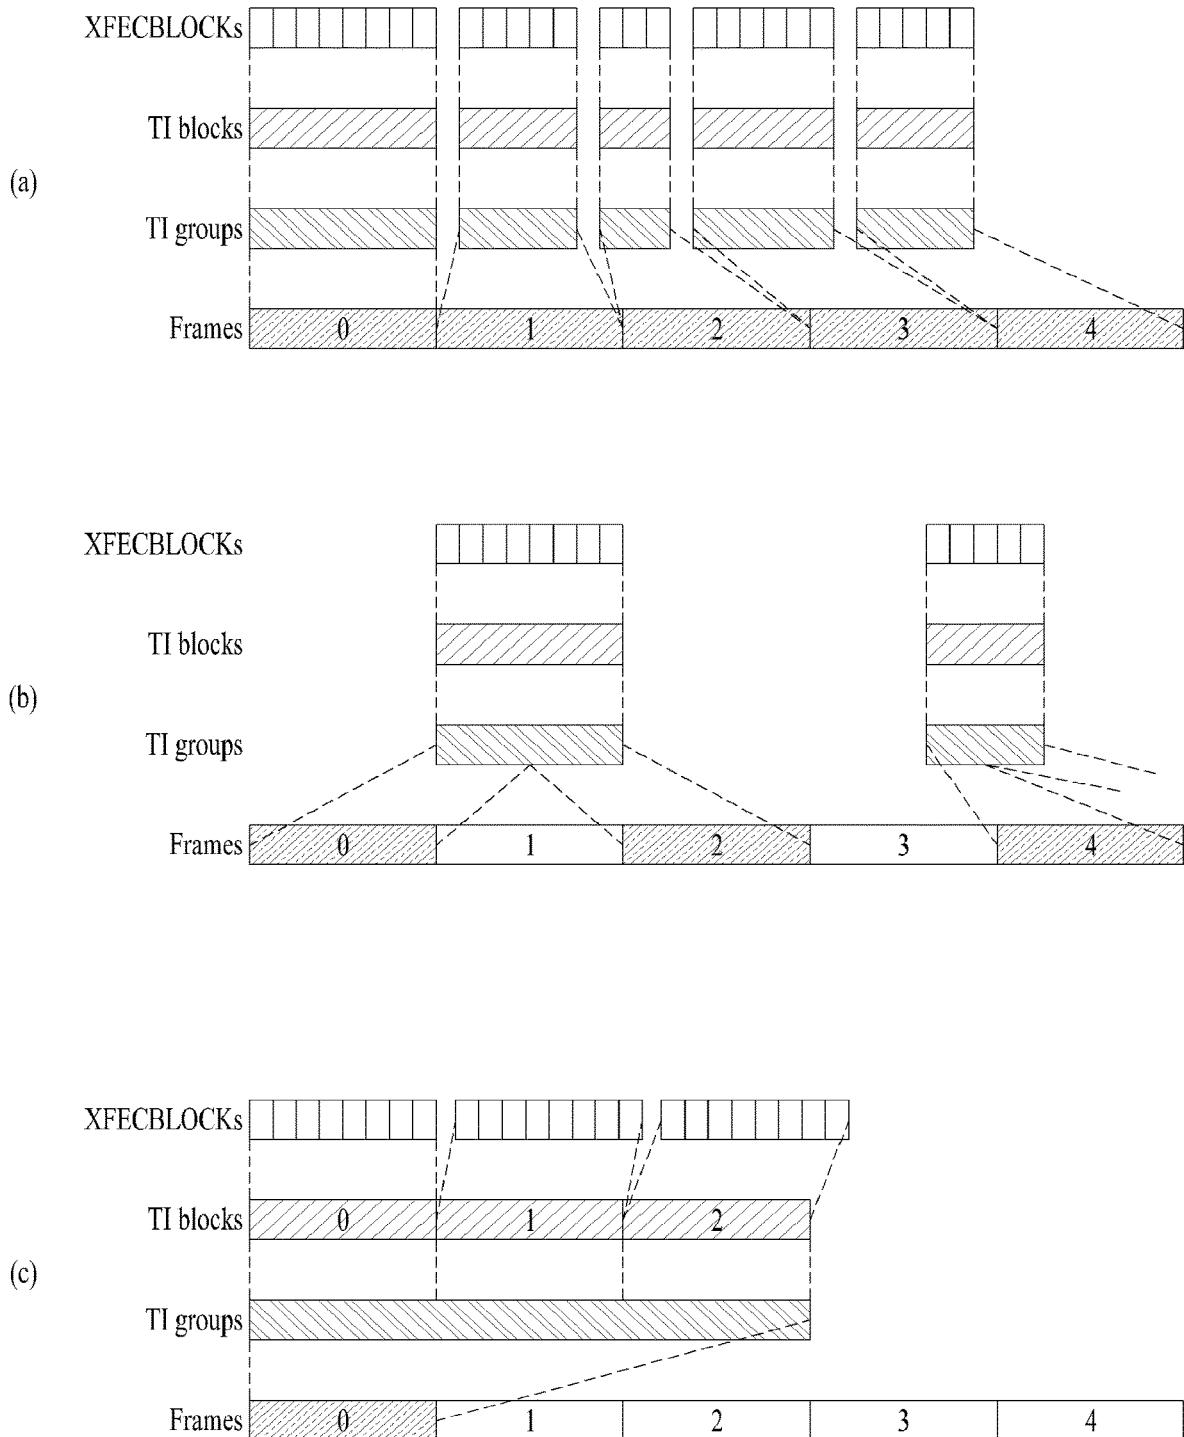 XFECBLOCKs
TI blocks
(a)
TI groups
Frames 0 1 2 3 4
XFECBLOCKs
TI blocks
(b)
TI groups
Frames 0 1 2 3 4
XFECBLOCKs
TI blocks 0 1 2
(c)
TI groups
Frames 0 1 2 3 4